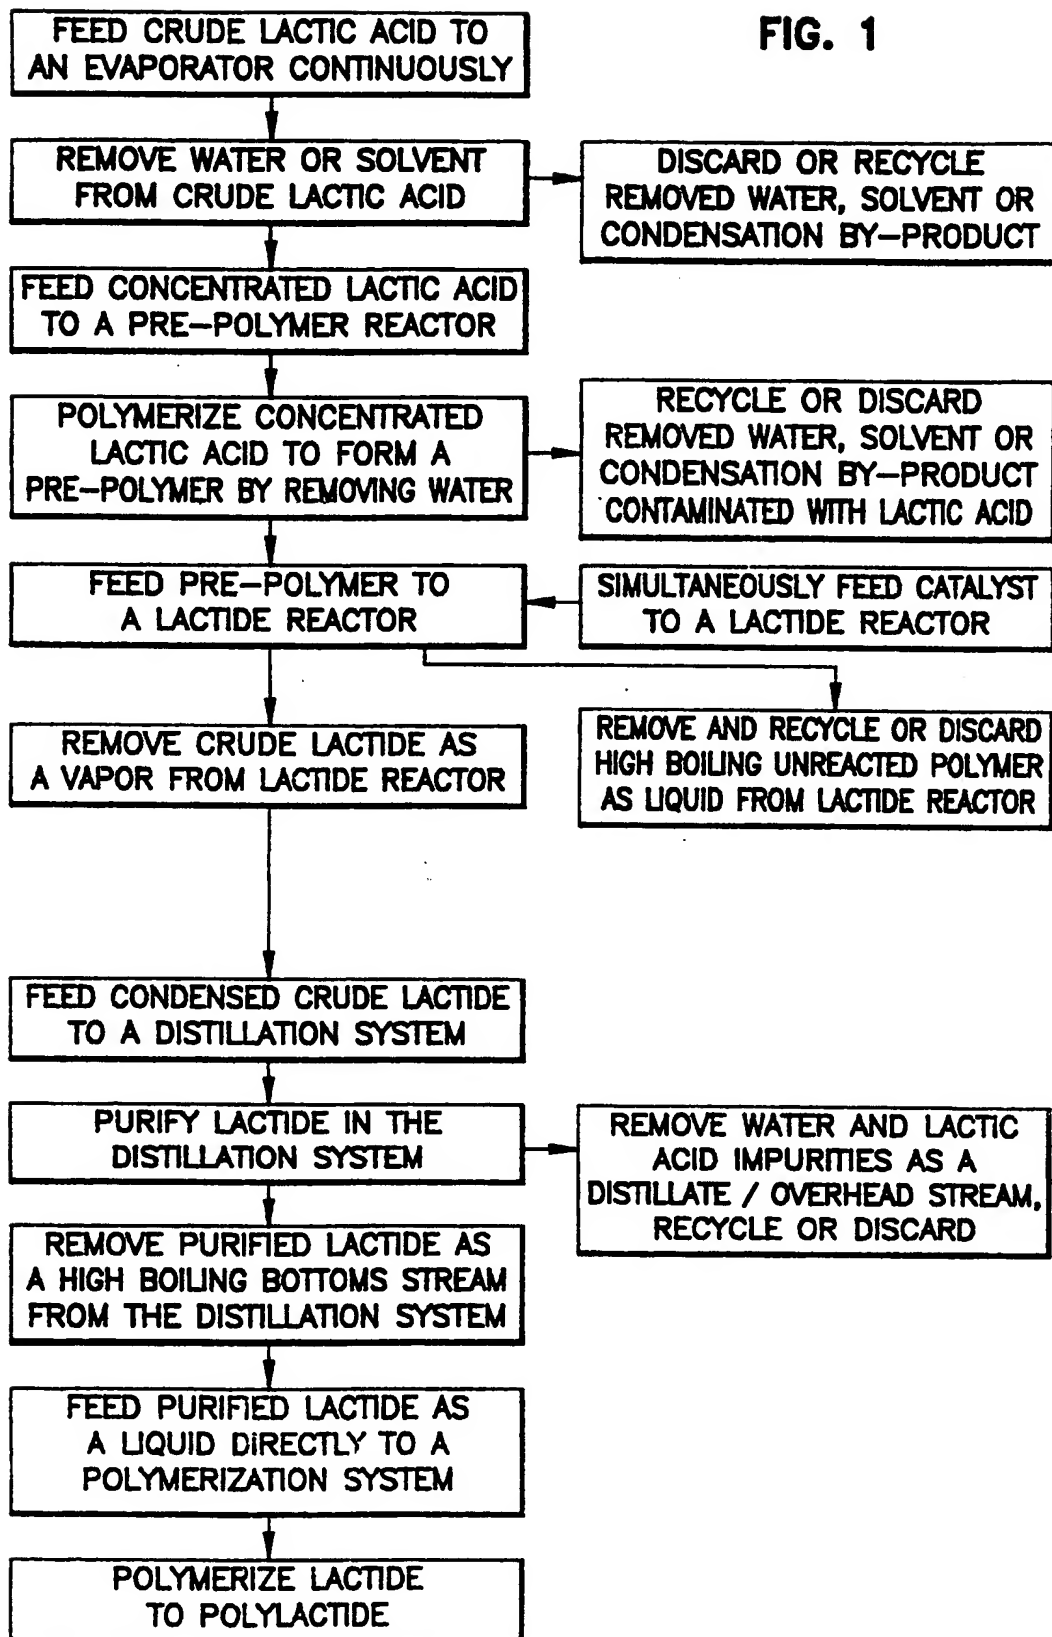 FIG. 1
FEED CRUDE LACTIC ACID TO
AN EVAPORATOR CONTINUOUSLY
REMOVE WATER OR SOLVENT
FROM CRUDE LACTIC ACID
DISCARD OR RECYCLE
REMOVED WATER, SOLVENT OR
CONDENSATION BY-PRODUCT
FEED CONCENTRATED LACTIC ACID
TO A PRE-POLYMER REACTOR
POLYMERIZE CONCENTRATED
LACTIC ACID TO FORM A
PRE-POLYMER BY REMOVING WATER
RECYCLE OR DISCARD
REMOVED WATER, SOLVENT OR
CONDENSATION BY-PRODUCT
CONTAMINATED WITH LACTIC ACID
FEED PRE-POLYMER TO
A LACTIDE REACTOR
SIMULTANEOUSLY FEED CATALYST
TO A LACTIDE REACTOR
REMOVE CRUDE LACTIDE AS
A VAPOR FROM LACTIDE REACTOR
REMOVE AND RECYCLE OR DISCARD
HIGH BOILING UNREACTED POLYMER
AS LIQUID FROM LACTIDE REACTOR
FEED CONDENSED CRUDE LACTIDE
TO A DISTILLATION SYSTEM
PURIFY LACTIDE IN THE
DISTILLATION SYSTEM
REMOVE WATER AND LACTIC
ACID IMPURITIES AS A
DISTILLATE / OVERHEAD STREAM,
RECYCLE OR DISCARD
REMOVE PURIFIED LACTIDE AS
A HIGH BOILING BOTTOMS STREAM
FROM THE DISTILLATION SYSTEM
FEED PURIFIED LACTIDE AS
A LIQUID DIRECTLY TO A
POLYMERIZATION SYSTEM
POLYMERIZE LACTIDE
TO POLYLACTIDE